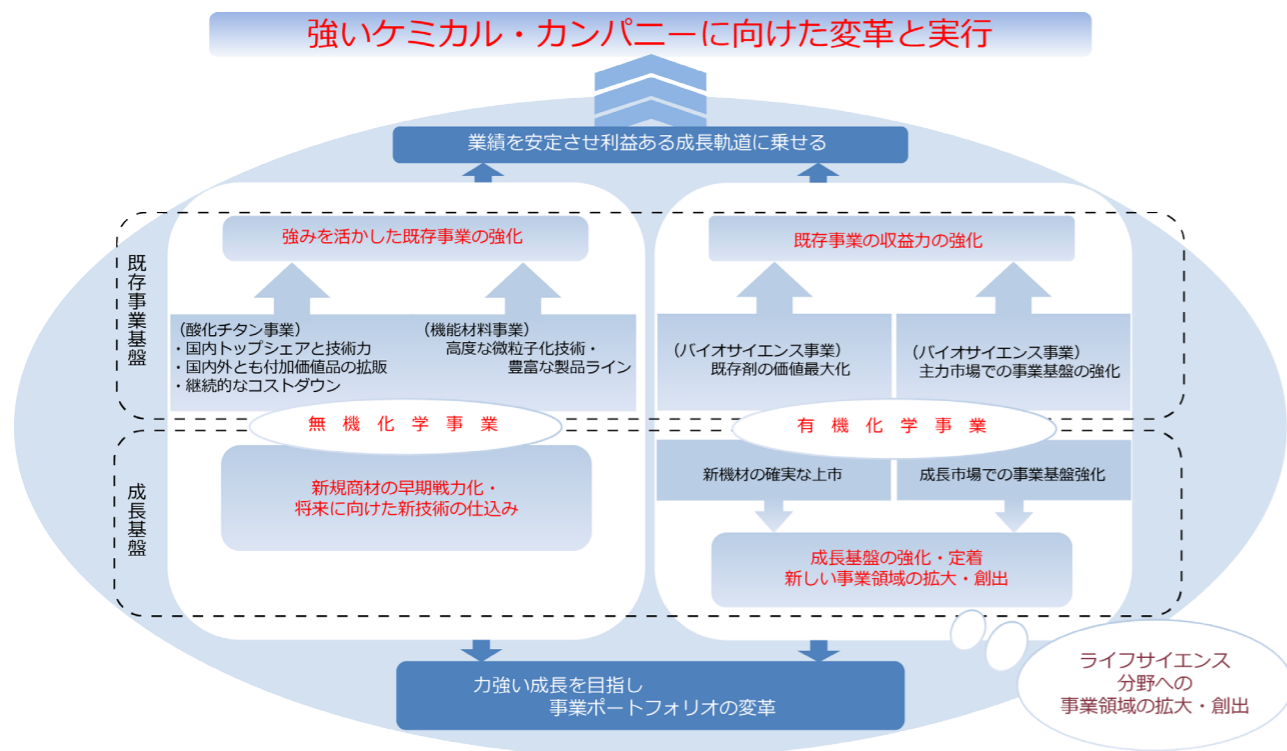 強いケミカル・カンパニーに向けた変革と実行
業績を安定させ利益ある成長軌道に乗せる
既存事業基盤
強みを活かした既存事業の強化
既存事業の収益力の強化
（酸化チタン事業）
・国内トップシェアと技術力
・国内外とも付加価値品の拡販
・継続的なコストダウン
（機能材料事業）
高度な微粒子化技術・
豊富な製品ライン
（バイオサイエンス事業）
既存剤の価値最大化
（バイオサイエンス事業）
主力市場での事業基盤の強化
無機化学事業
有機化学事業
成長基盤
新規商材の早期戦力化・
将来に向けた新技術の仕込み
新機材の確実な上市
成長市場での事業基盤強化
成長基盤の強化・定着
新しい事業領域の拡大・創出
力強い成長を目指し
事業ポートフォリオの変革
ライフサイエンス
分野への
事業領域の拡大・創出